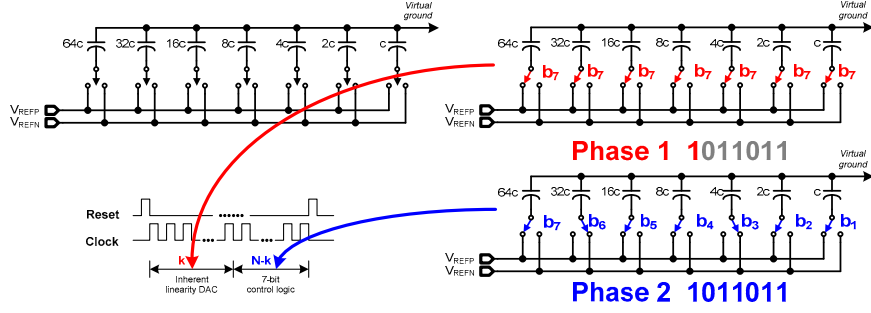 Virtual
ground
64c 32c 16c 8c 4c 2c c
VREFP
VREFN
Virtual
ground
64c 32c 16c 8c 4c 2c c
b7 b7 b7 b7 b7 b7 b7
VREFP
VREFN
Phase 1 1011011
Virtual
ground
64c 32c 16c 8c 4c 2c c
b7 b6 b5 b4 b3 b2 b1
VREFP
VREFN
Phase 2 1011011
Reset
Clock
k N-k
Inherent
linearity DAC
7-bit
control logic